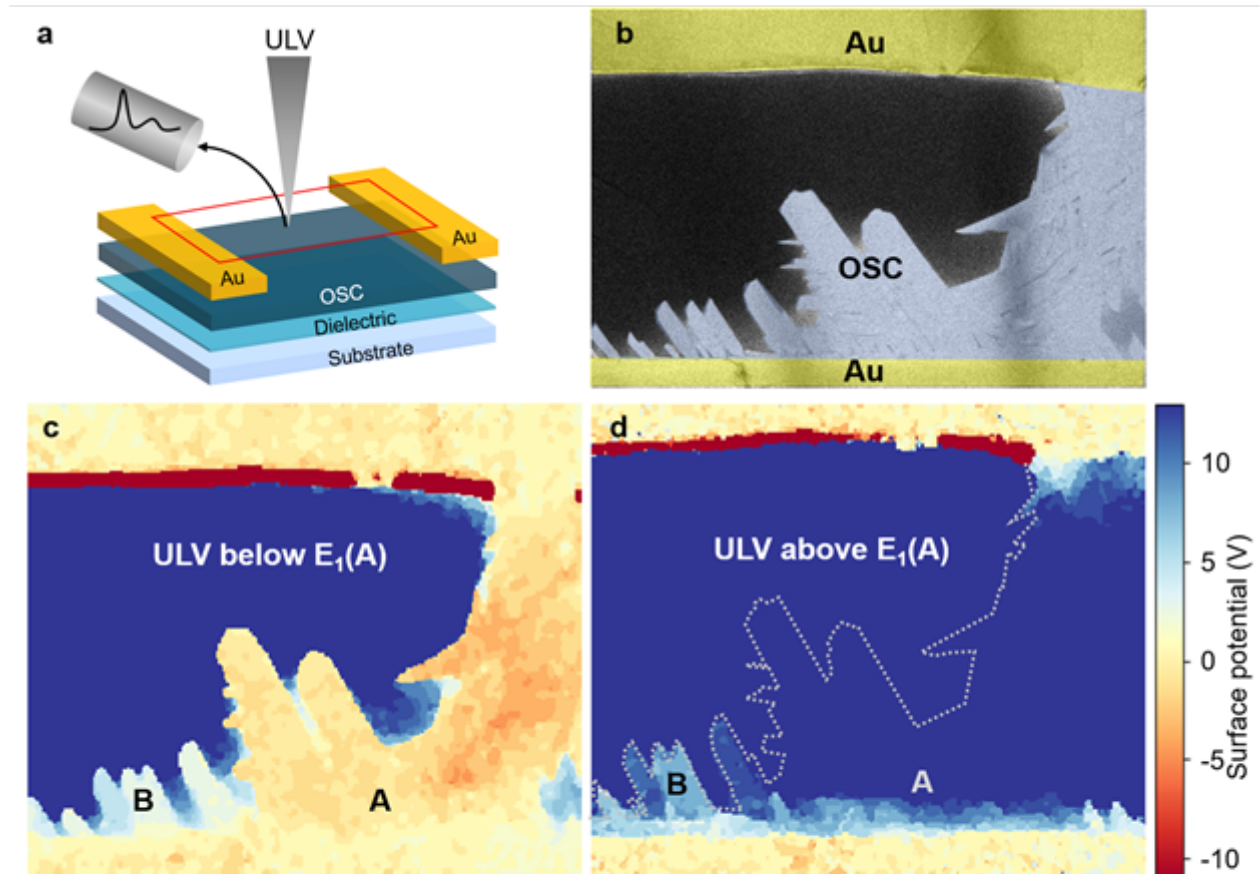 a
ULV
Au
Au
OSC
Dielectric
Substrate
b
Au
OSC
Au
c
ULV below E₁(A)
B
A
d
ULV above E₁(A)
B
A
10
5
0
-5
-10
Surface potential (V)